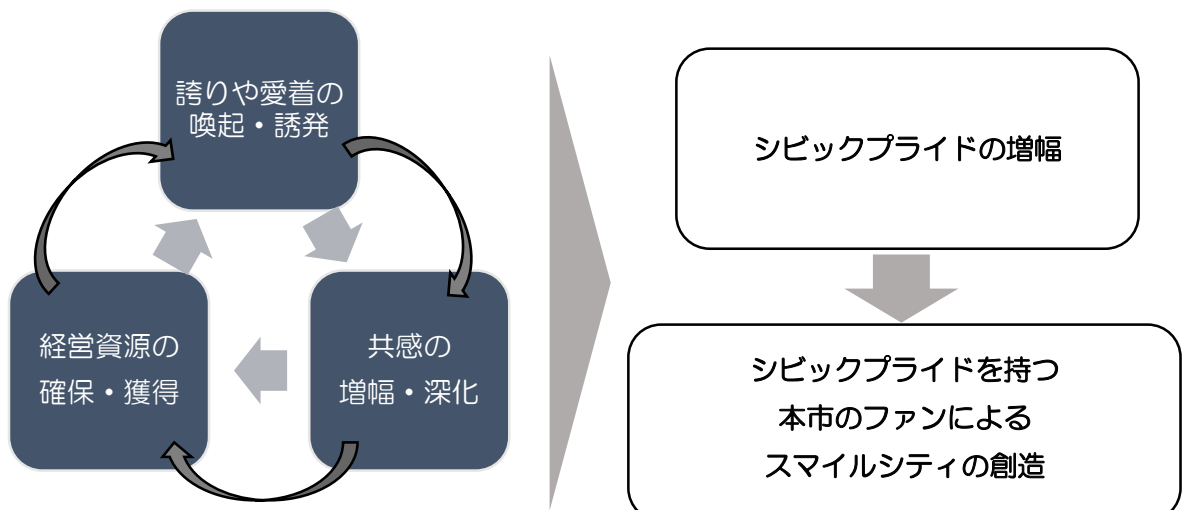 誇りや愛着の
喚起・誘発
経営資源の
確保・獲得
共感の
増幅・深化
シビックプライドの増幅
シビックプライドを持つ
本市のファンによる
スマイルシティの創造